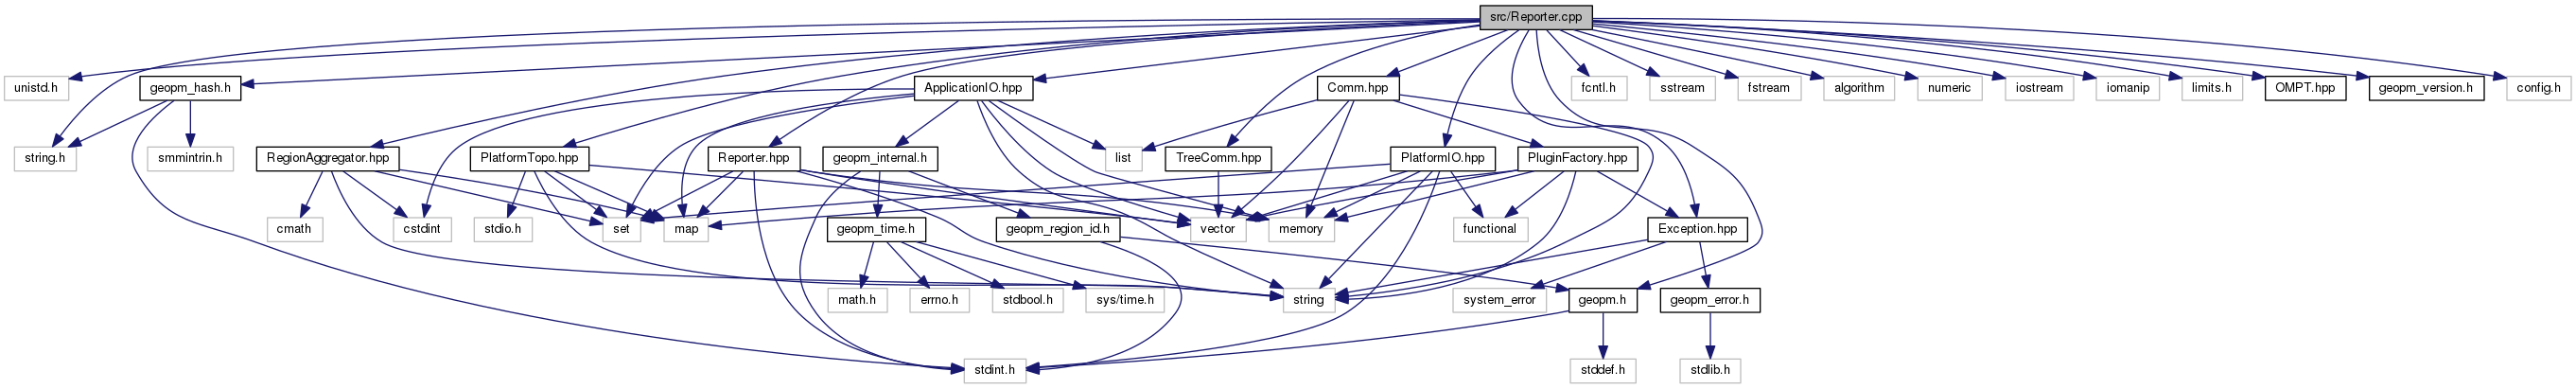 src/Reporter.cpp
unistd.h
geopm_hash.h
ApplicationIO.hpp
Comm.hpp
fcntl.h
sstream
fstream
algorithm
numeric
iostream
iomanip
limits.h
OMPT.hpp
geopm_version.h
config.h
string.h
smmintrin.h
RegionAggregator.hpp
PlatformTopo.hpp
Reporter.hpp
geopm_internal.h
list
TreeComm.hpp
PlatformIO.hpp
PluginFactory.hpp
cmath
cstdint
stdio.h
set
map
geopm_time.h
geopm_region_id.h
vector
memory
functional
Exception.hpp
math.h
errno.h
stdbool.h
sys/time.h
string
system_error
geopm.h
geopm_error.h
stdint.h
stddef.h
stdlib.h